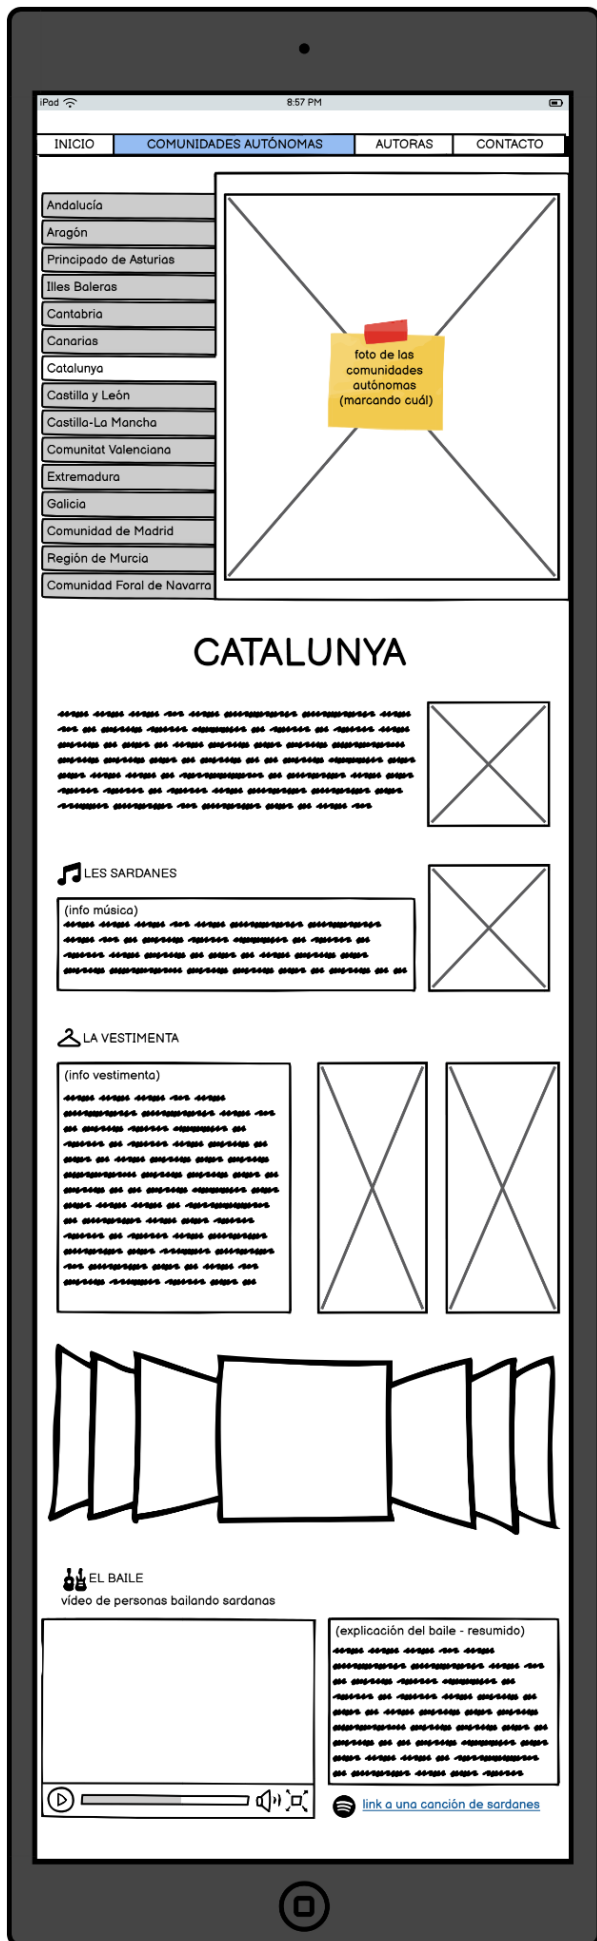 iPad 8:57 PM
INICIO COMUNIDADES AUTÓNOMAS AUTORAS CONTACTO
Andalucía
Aragón
Principado de Asturias
Illes Baleras
Cantabria
Canarias
Catalunya
Castilla y León
Castilla-La Mancha
Comunitat Valenciana
Extremadura
Galicia
Comunidad de Madrid
Región de Murcia
Comunidad Foral de Navarra
foto de las
comunidades
autónomas
(marcando cuál)
CATALUNYA
LES SARDANES
(info música)
LA VESTIMENTA
(info vestimenta)
EL BAILE
vídeo de personas bailando sardanas
(explicación del baile - resumido)
link a una canción de sardanes